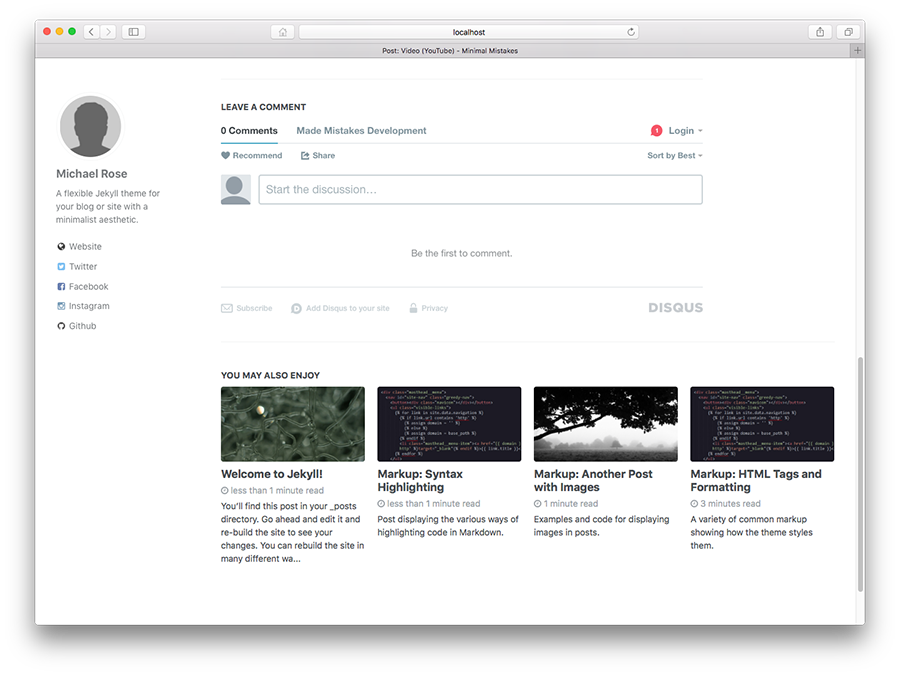 localhost
Post: Video (YouTube) - Minimal Mistakes
Michael Rose
A flexible Jekyll theme for
your blog or site with a
minimalist aesthetic.
Website
Twitter
Facebook
Instagram
Github
LEAVE A COMMENT
0 Comments Made Mistakes Development 1 Login
Recommend Share Sort by Best
Start the discussion...
Be the first to comment.
Subscribe Add Disqus to your site Privacy DISQUS
YOU MAY ALSO ENJOY
Welcome to Jekyll!
less than 1 minute read
You'll find this post in your _posts
directory. Go ahead and edit it and
re-build the site to see your
changes. You can rebuild the site in
many different wa...
Markup: Syntax
Highlighting
less than 1 minute read
Post displaying the various ways of
highlighting code in Markdown.
Markup: Another Post
with Images
1 minute read
Examples and code for displaying
images in posts.
Markup: HTML Tags and
Formatting
3 minutes read
A variety of common markup
showing how the theme styles
them.